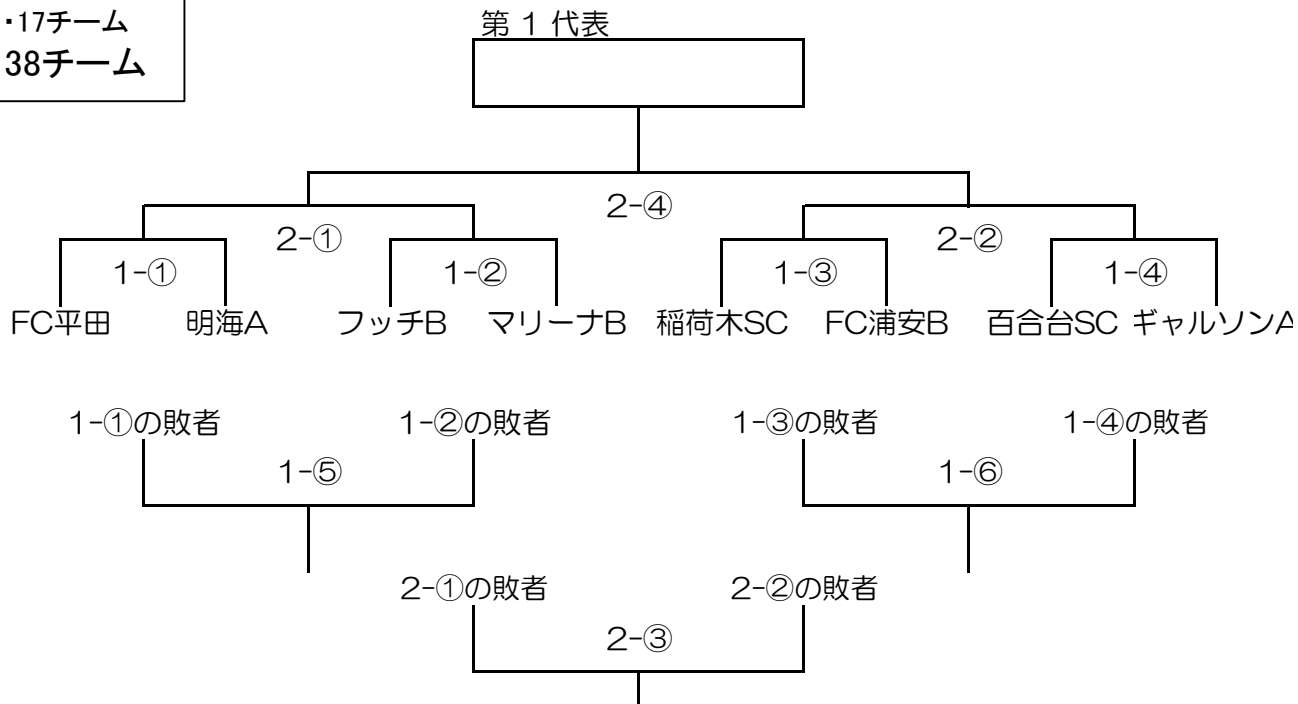 ・17チーム
38チーム
第 1 代表
2-④
2-① 2-②
1-① 1-② 1-③ 1-④
FC平田 明海A フッチB マリーナB 稲荷木SC FC浦安B 百合台SC ギャルソンA
1-①の敗者 1-②の敗者 1-③の敗者 1-④の敗者
1-⑤ 1-⑥
2-①の敗者 2-②の敗者
2-③